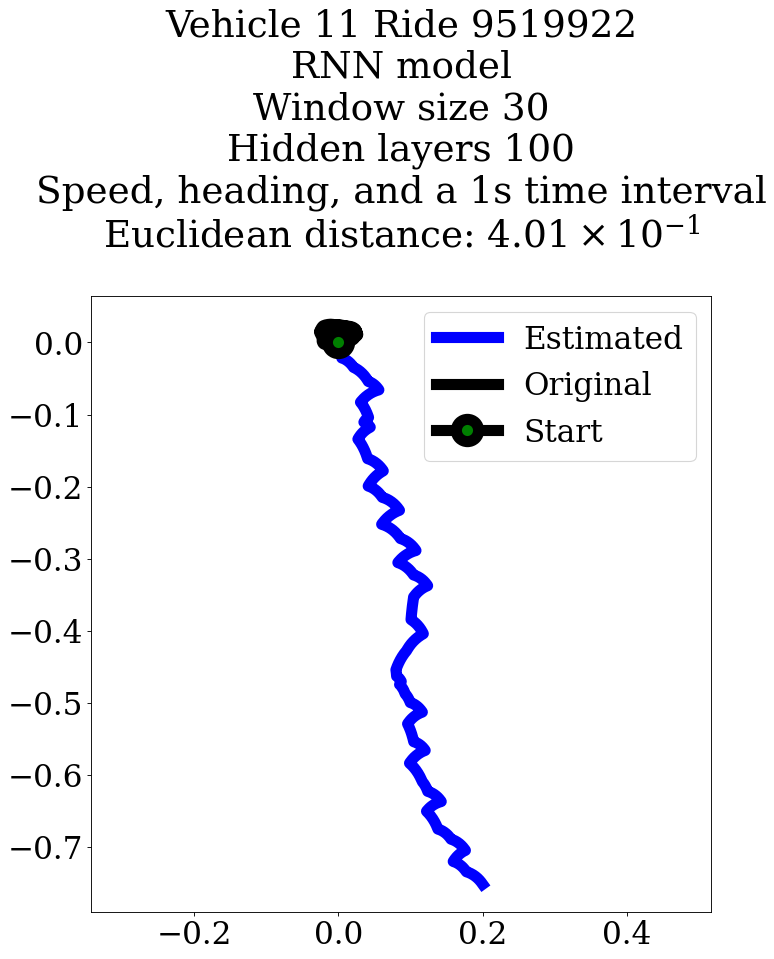 Vehicle 11 Ride 9519922
RNN model
Window size 30
Hidden layers 100
Speed, heading, and a 1s time interval
Euclidean distance: 4.01 × 10⁻¹
Estimated
Original
Start
0.0
−0.1
−0.2
−0.3
−0.4
−0.5
−0.6
−0.7
−0.2 0.0 0.2 0.4